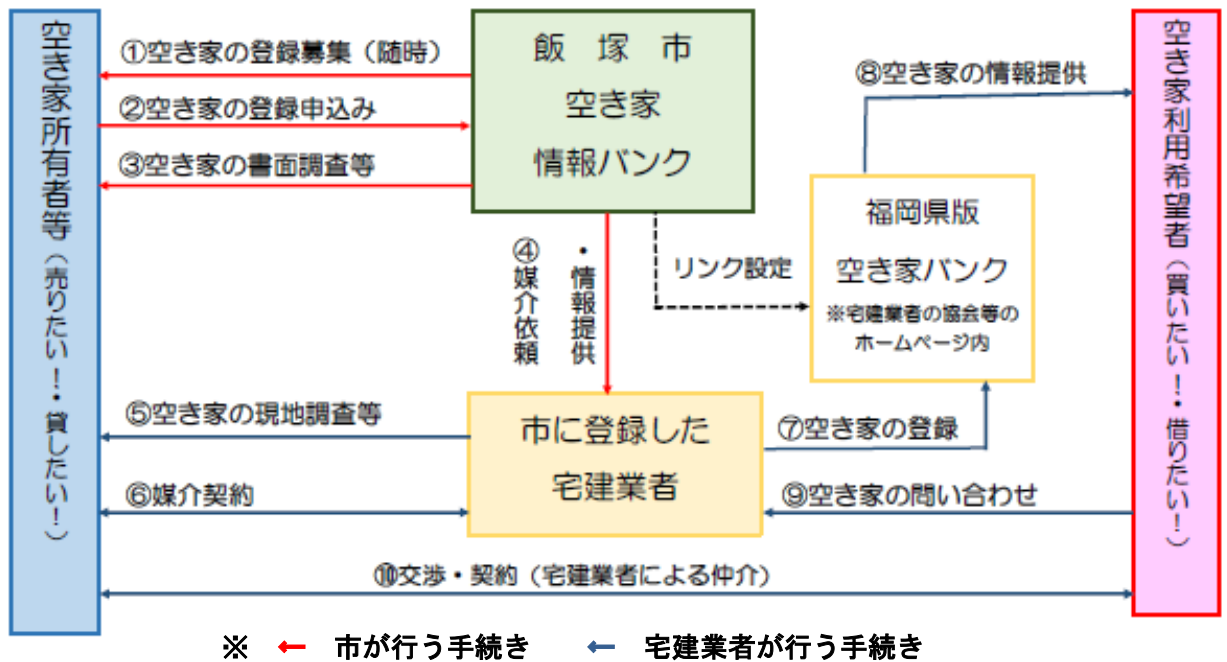 空き家所有者等（売りたい！・貸したい！）
①空き家の登録募集（随時）
②空き家の登録申込み
③空き家の書面調査等
飯塚市
空き家
情報バンク
④媒介依頼
・情報提供
リンク設定
⑧空き家の情報提供
福岡県版
空き家バンク
※宅建業者の協会等の
ホームページ内
空き家利用希望者（買いたい！・借りたい！）
⑤空き家の現地調査等
⑥媒介契約
市に登録した
宅建業者
⑦空き家の登録
⑨空き家の問い合わせ
⑩交渉・契約（宅建業者による仲介）
※ ← 市が行う手続き ← 宅建業者が行う手続き